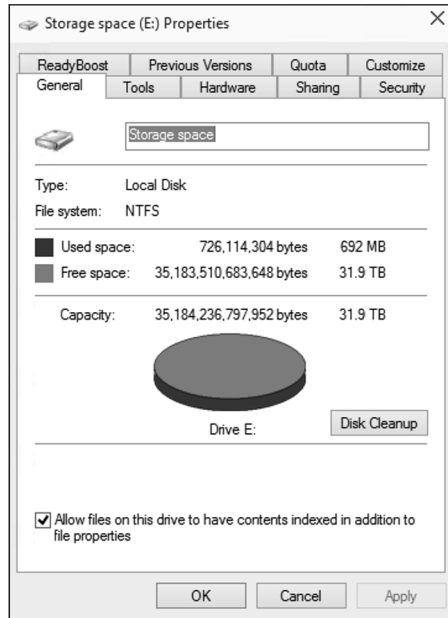 Storage space (E:) Properties
ReadyBoost Previous Versions Quota Customize
General Tools Hardware Sharing Security
Storage space
Type: Local Disk
File system: NTFS
Used space: 726,114,304 bytes 692 MB
Free space: 35,183,510,683,648 bytes 31.9 TB
Capacity: 35,184,236,797,952 bytes 31.9 TB
Drive E: Disk Cleanup
Allow files on this drive to have contents indexed in addition to
file properties
OK Cancel Apply